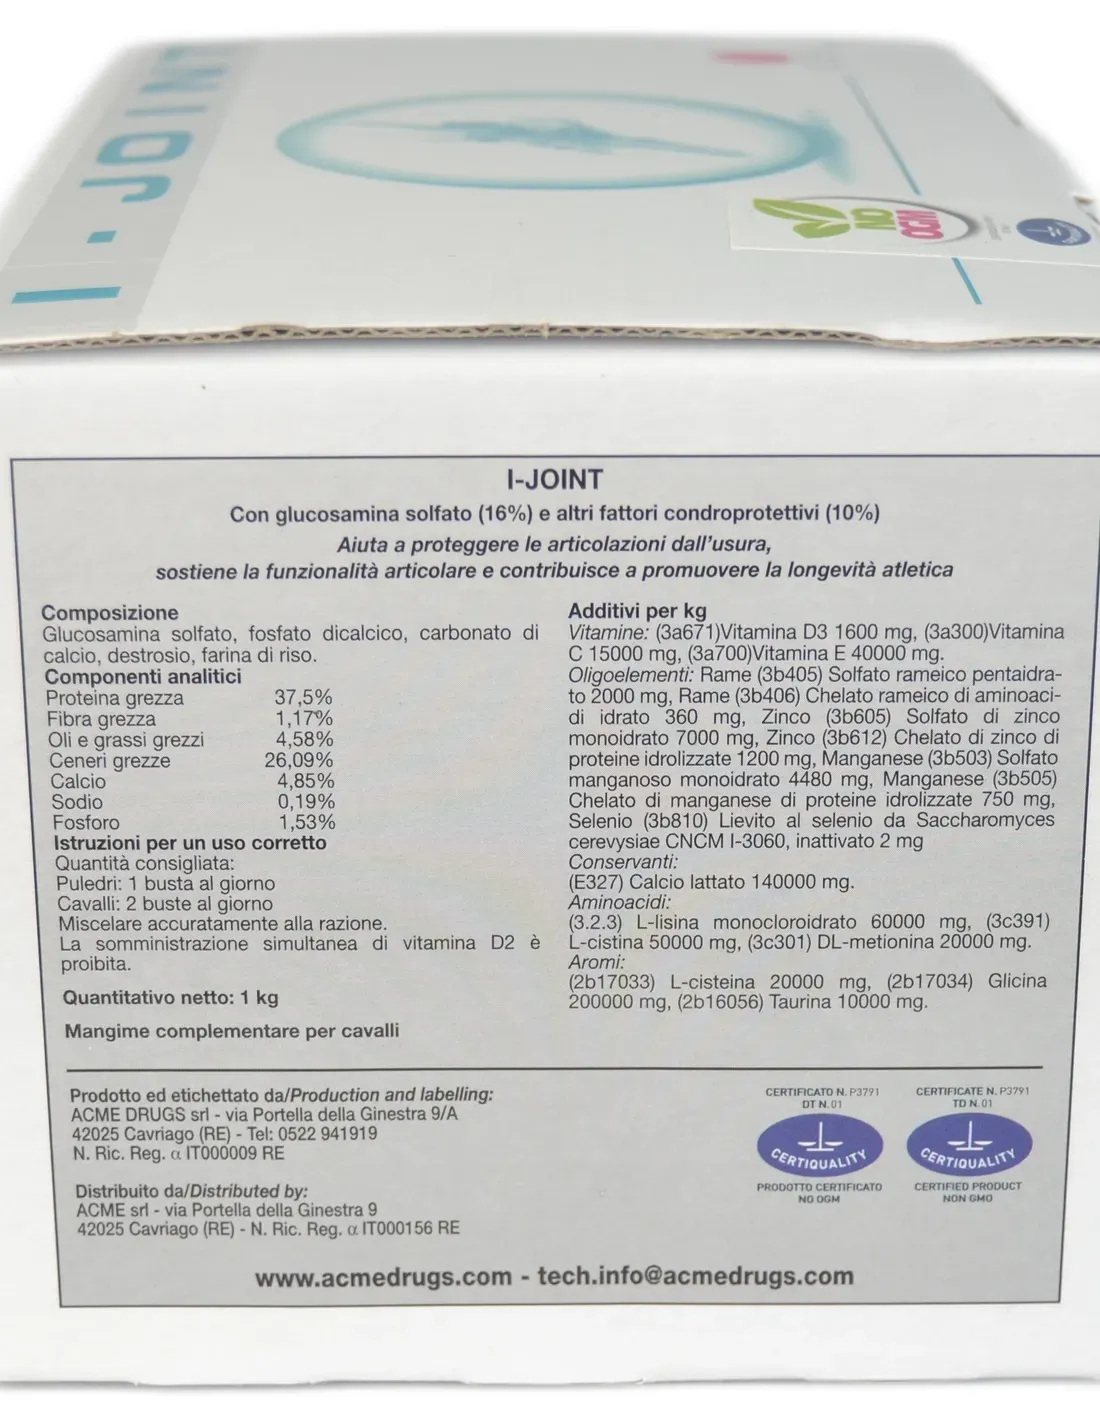 I - JOINT
NO
OGM
I-JOINT
Con glucosamina solfato (16%) e altri fattori condroprotettivi (10%)
Aiuta a proteggere le articolazioni dall'usura,
sostiene la funzionalità articolare e contribuisce a promuovere la longevità atletica
Composizione
Glucosamina solfato, fosfato dicalcico, carbonato di
calcio, destrosio, farina di riso.
Componenti analitici
Proteina grezza 37,5%
Fibra grezza 1,17%
Oli e grassi grezzi 4,58%
Ceneri grezze 26,09%
Calcio 4,85%
Sodio 0,19%
Fosforo 1,53%
Istruzioni per un uso corretto
Quantità consigliata:
Puledri: 1 busta al giorno
Cavalli: 2 buste al giorno
Miscelare accuratamente alla razione.
La somministrazione simultanea di vitamina D2 è
proibita.
Quantitativo netto: 1 kg
Mangime complementare per cavalli
Additivi per kg
Vitamine: (3a671)Vitamina D3 1600 mg, (3a300)Vitamina
C 15000 mg, (3a700)Vitamina E 40000 mg.
Oligoelementi: Rame (3b405) Solfato rameico pentaidra-
to 2000 mg, Rame (3b406) Chelato rameico di aminoaci-
di idrato 360 mg, Zinco (3b605) Solfato di zinco
monoidrato 7000 mg, Zinco (3b612) Chelato di zinco di
proteine idrolizzate 1200 mg, Manganese (3b503) Solfato
manganoso monoidrato 4480 mg, Manganese (3b505)
Chelato di manganese di proteine idrolizzate 750 mg,
Selenio (3b810) Lievito al selenio da Saccharomyces
cerevysiae CNCM I-3060, inattivato 2 mg
Conservanti:
(E327) Calcio lattato 140000 mg.
Aminoacidi:
(3.2.3) L-lisina monocloroidrato 60000 mg, (3c391)
L-cistina 50000 mg, (3c301) DL-metionina 20000 mg.
Aromi:
(2b17033) L-cisteina 20000 mg, (2b17034) Glicina
200000 mg, (2b16056) Taurina 10000 mg.
Prodotto ed etichettato da/Production and labelling:
ACME DRUGS srl - via Portella della Ginestra 9/A
42025 Cavriago (RE) - Tel: 0522 941919
N. Ric. Reg. α IT000009 RE
Distribuito da/Distributed by:
ACME srl - via Portella della Ginestra 9
42025 Cavriago (RE) - N. Ric. Reg. α IT000156 RE
CERTIFICATO N. P3791
DT N. 01
CERTIQUALITY
PRODOTTO CERTIFICATO
NO OGM
CERTIFICATE N. P3791
TD N. 01
CERTIQUALITY
CERTIFIED PRODUCT
NON GMO
www.acmedrugs.com - tech.info@acmedrugs.com